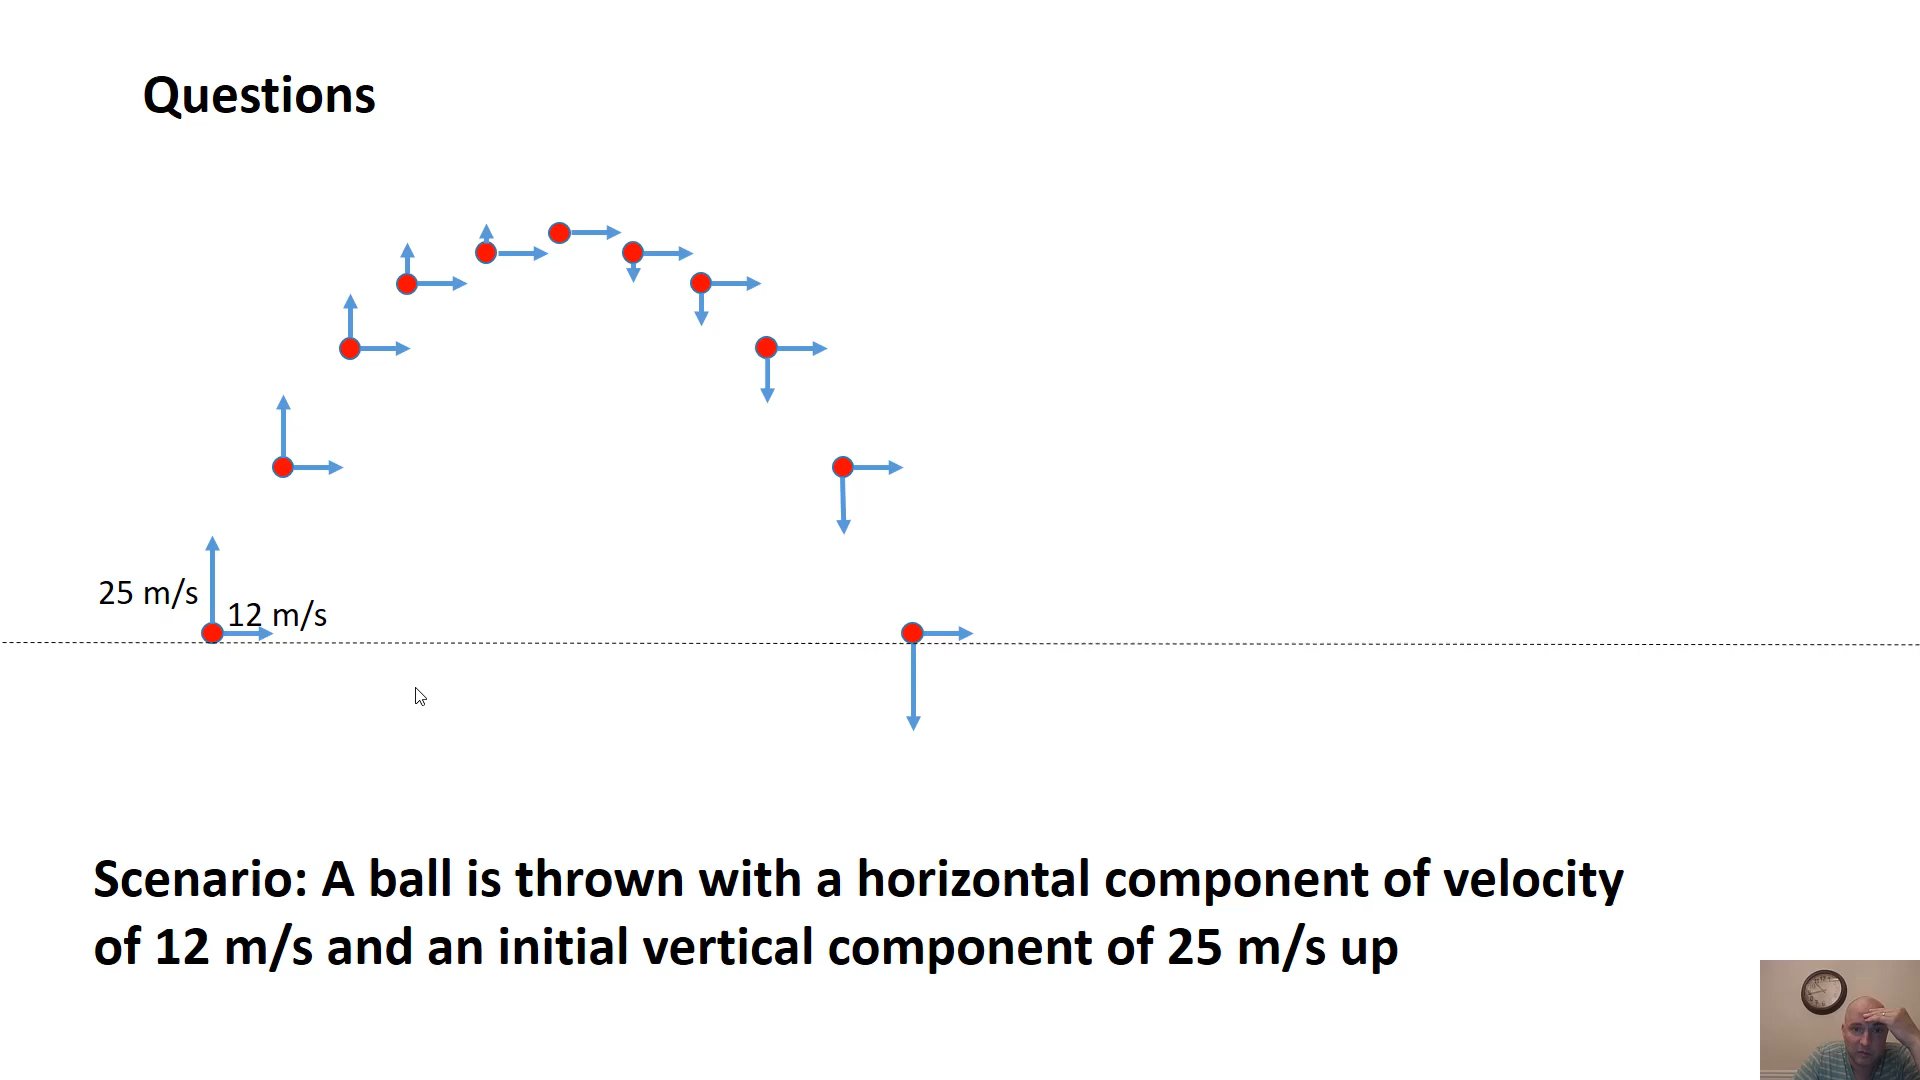 Questions
25 m/s
12 m/s
Scenario: A ball is thrown with a horizontal component of velocity
of 12 m/s and an initial vertical component of 25 m/s up